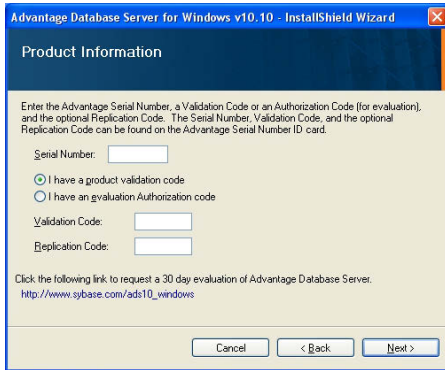 Advantage Database Server for Windows v10.10 - InstallShield Wizard
Product Information
Enter the Advantage Serial Number, a Validation Code or an Authorization Code (for evaluation),
and the optional Replication Code. The Serial Number, Validation Code, and the optional
Replication Code can be found on the Advantage Serial Number ID card.
Serial Number:
I have a product validation code
I have an evaluation Authorization code
Validation Code:
Replication Code:
Click the following link to request a 30 day evaluation of Advantage Database Server.
http://www.sybase.com/ads10_windows
Cancel < Back Next >